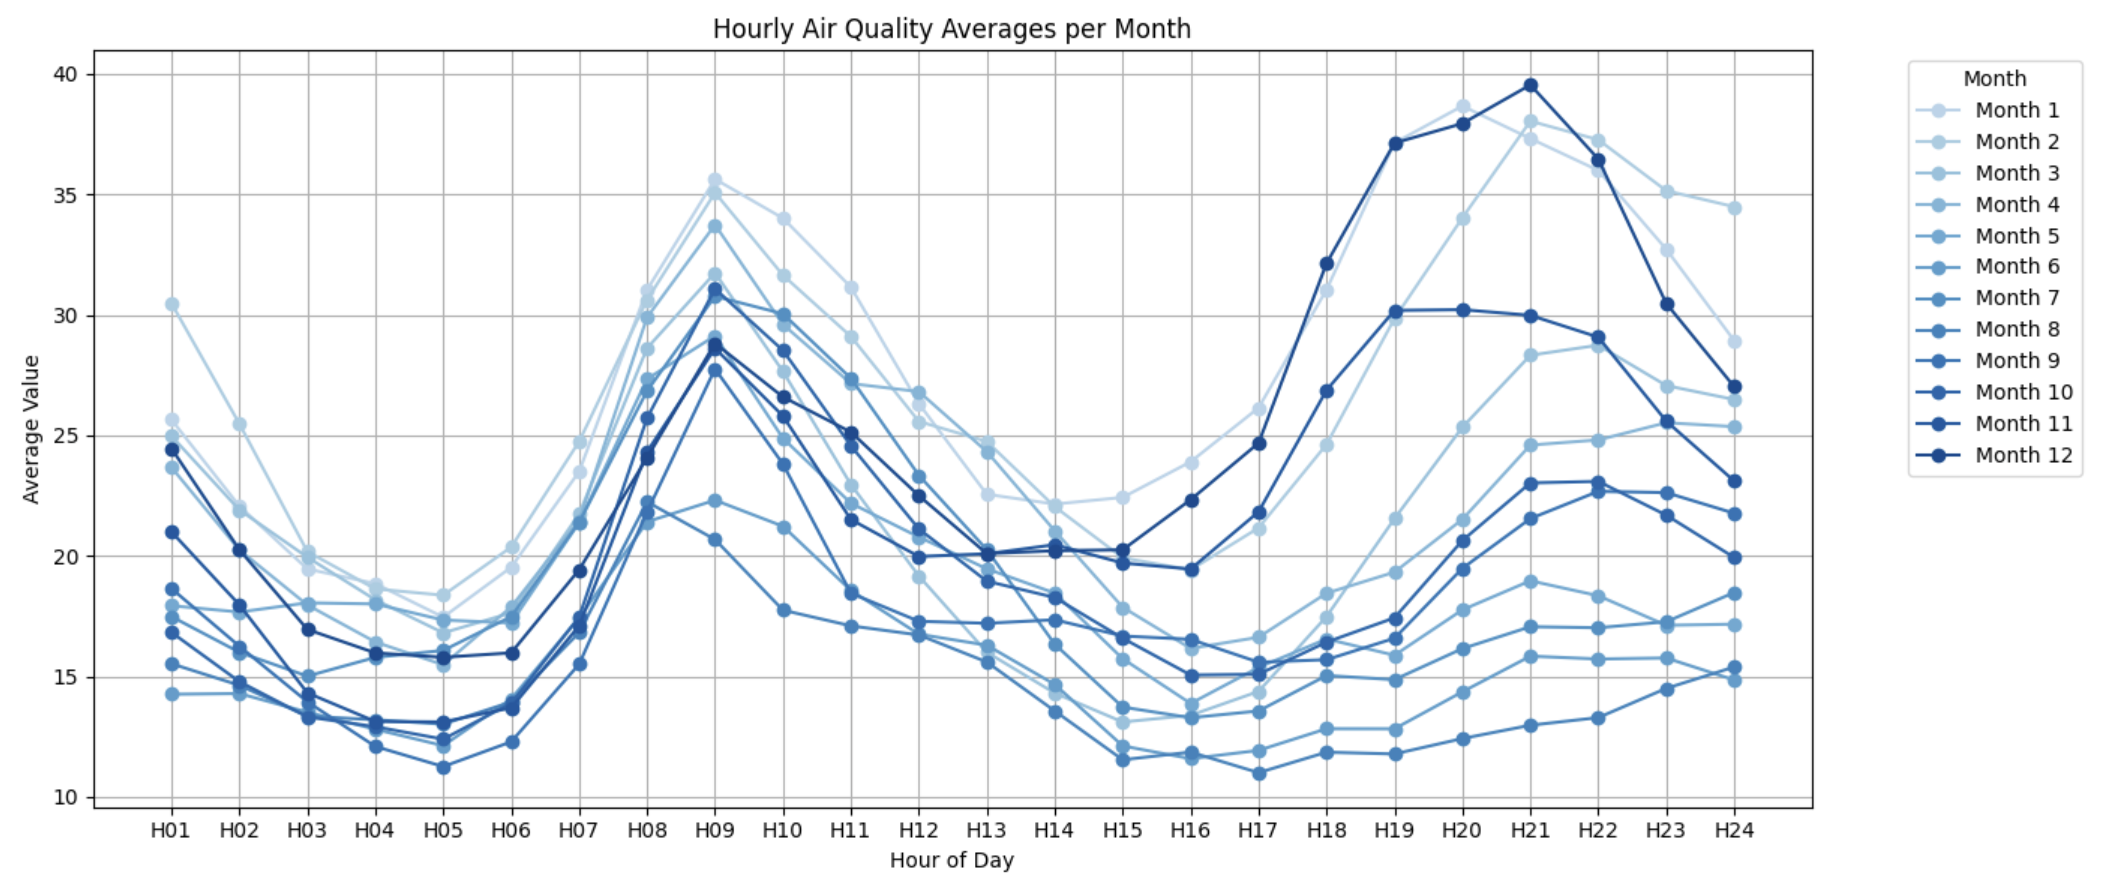 Hourly Air Quality Averages per Month
40
35
30
25
20
15
10
Average Value
H01 H02 H03 H04 H05 H06 H07 H08 H09 H10 H11 H12 H13 H14 H15 H16 H17 H18 H19 H20 H21 H22 H23 H24
Hour of Day
Month
Month 1
Month 2
Month 3
Month 4
Month 5
Month 6
Month 7
Month 8
Month 9
Month 10
Month 11
Month 12